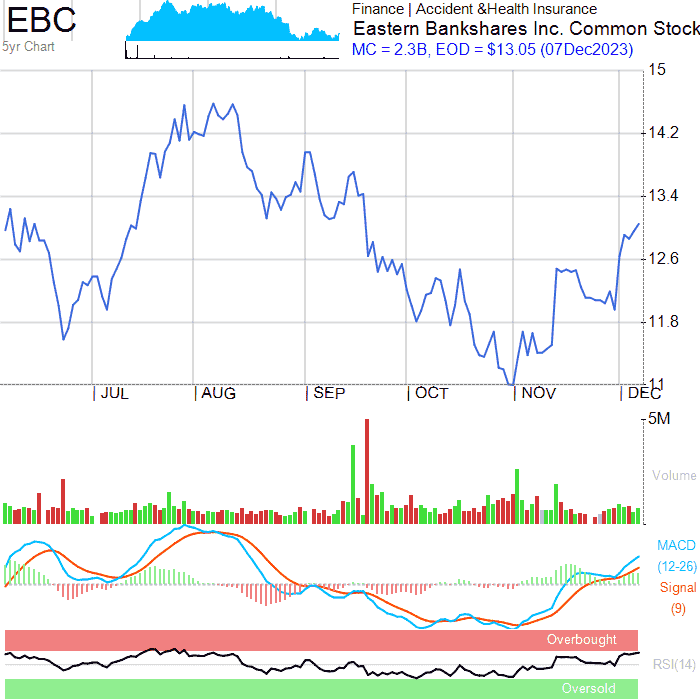 EBC
5yr Chart
Finance | Accident &Health Insurance
Eastern Bankshares Inc. Common Stock
MC = 2.3B, EOD = $13.05 (07Dec2023)
15
14.2
13.4
12.6
11.8
11
JUL AUG SEP OCT NOV DEC
5M
Volume
MACD
(12-26)
Signal
(9)
Overbought
RSI(14)
Oversold